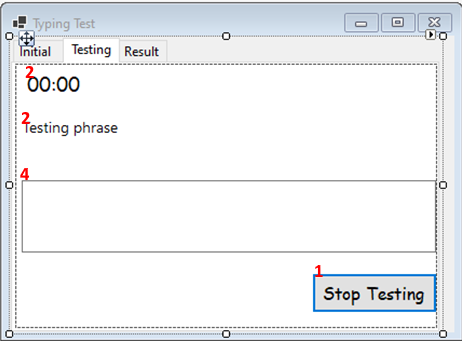 Typing Test
Initial Testing Result
2
00:00
2
Testing phrase
4
1
Stop Testing